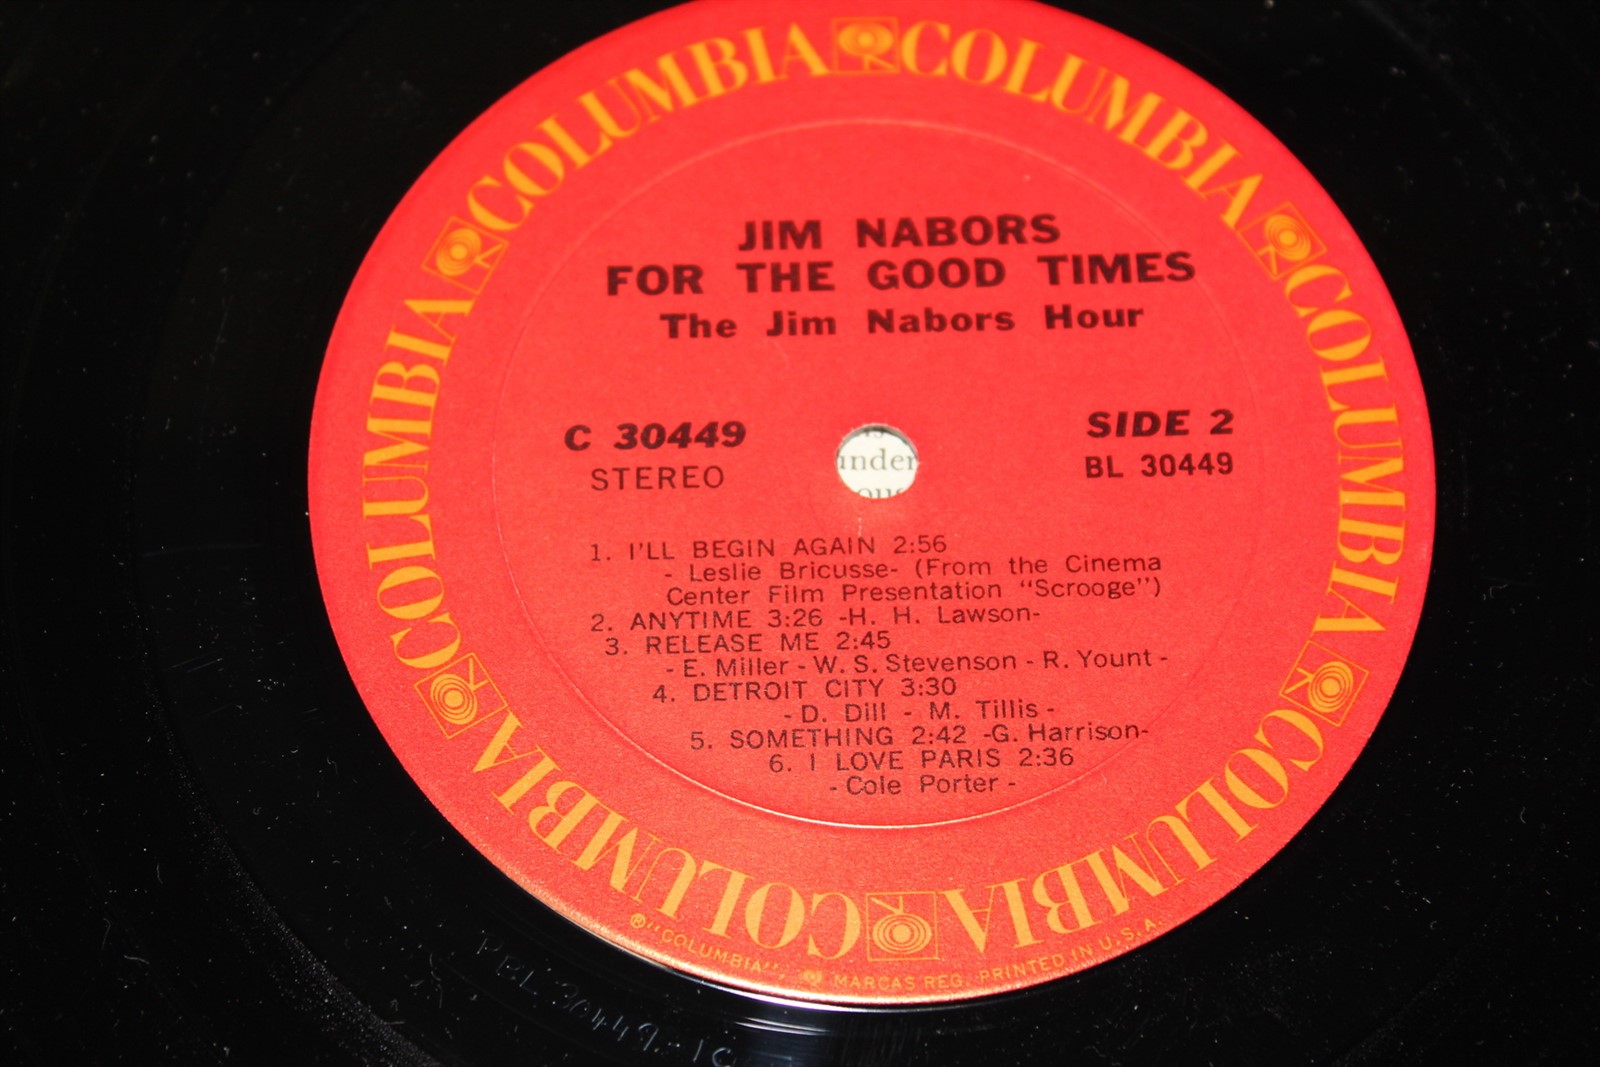 COLUMBIA COLUMBIA COLUMBIA COLUMBIA COLUMBIA COLUMBIA
JIM NABORS
FOR THE GOOD TIMES
The Jim Nabors Hour
C 30449
STEREO
SIDE 2
BL 30449
under
1. I'LL BEGIN AGAIN 2:56
- Leslie Bricusse- (From the Cinema
Center Film Presentation "Scrooge")
2. ANYTIME 3:26 -H. H. Lawson-
3. RELEASE ME 2:45
- E. Miller - W. S. Stevenson - R. Yount -
4. DETROIT CITY 3:30
- D. Dill - M. Tillis -
5. SOMETHING 2:42 -G. Harrison-
6. I LOVE PARIS 2:36
- Cole Porter -
® "COLUMBIA", MARCAS REG. PRINTED IN U.S.A.